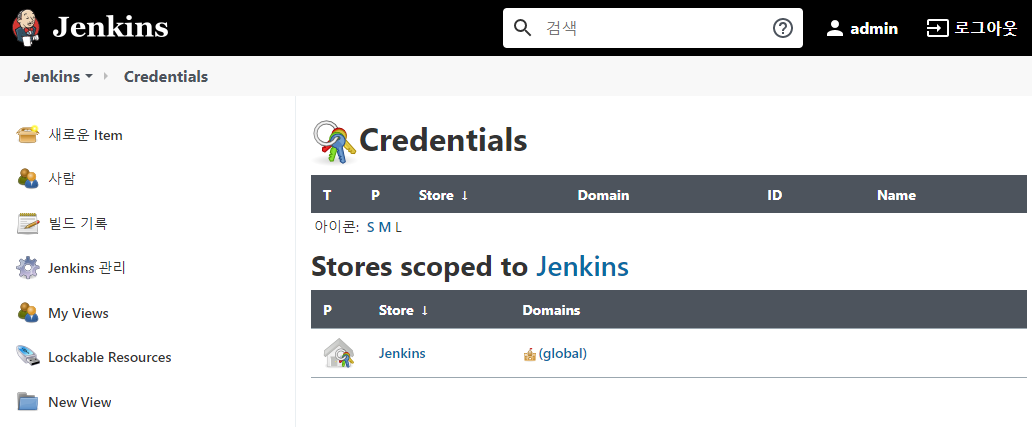 Jenkins 검색 admin 로그아웃
Jenkins Credentials
새로운 Item
사람
빌드 기록
Jenkins 관리
My Views
Lockable Resources
New View
Credentials
T P Store ↓ Domain ID Name
아이콘: S M L
Stores scoped to Jenkins
P Store ↓ Domains
Jenkins (global)